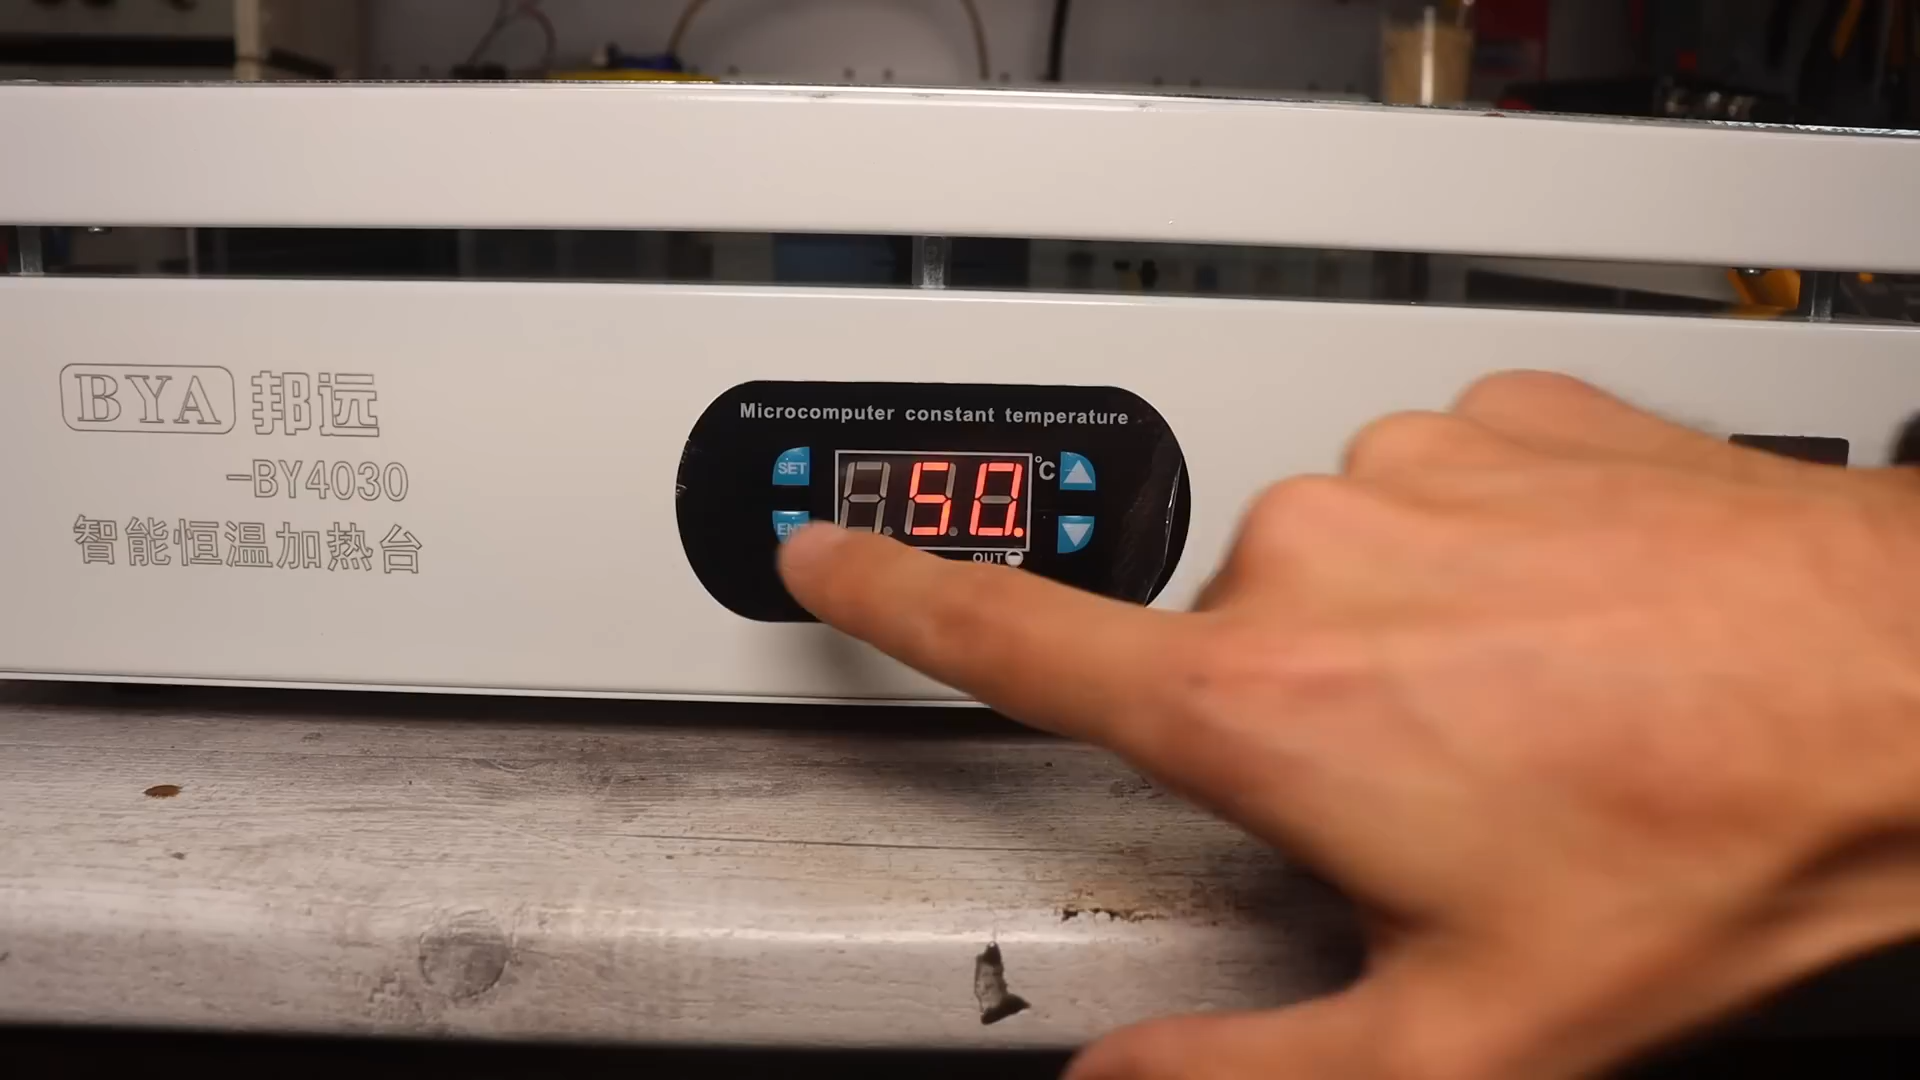 BYA 邦远
-BY4030
智能恒温加热台
Microcomputer constant temperature
SET
50.
°C
OUT